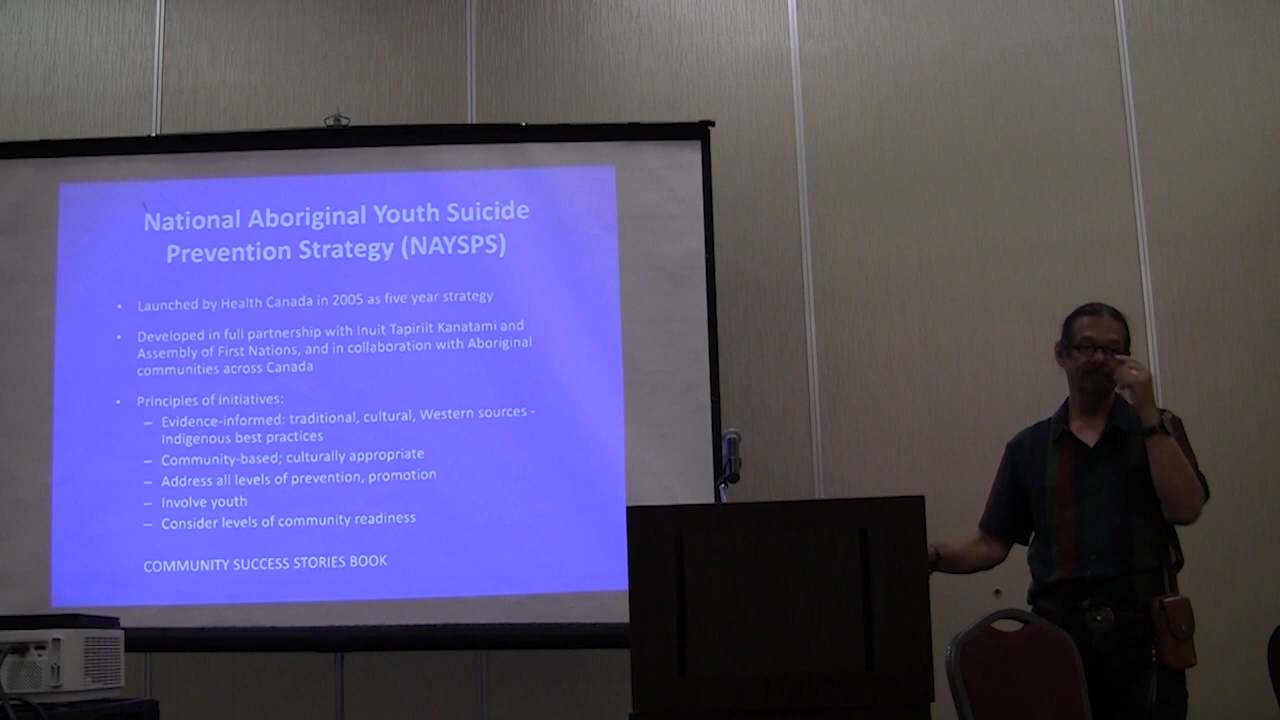 National Aboriginal Youth Suicide
Prevention Strategy (NAYSPS)
• Launched by Health Canada in 2005 as five year strategy
• Developed in full partnership with Inuit Tapiriit Kanatami and
Assembly of First Nations, and in collaboration with Aboriginal
communities across Canada
• Principles of Initiatives:
– Evidence-informed: traditional, cultural, Western sources -
Indigenous best practices
– Community-based; culturally appropriate
– Address all levels of prevention, promotion
– Involve youth
– Consider levels of community readiness
COMMUNITY SUCCESS STORIES BOOK